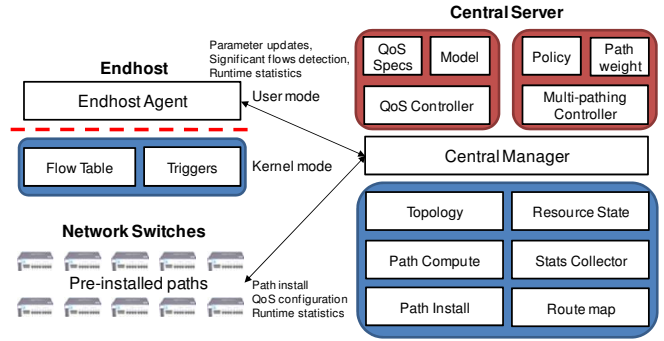 Central Server
Parameter updates,
Significant flows detection,
Runtime statistics
QoS
Specs
Model
Policy
Path
weight
Endhost
Endhost Agent
User mode
QoS Controller
Multi-pathing
Controller
Flow Table
Triggers
Kernel mode
Central Manager
Network Switches
Pre-installed paths
Path install
QoS configuration
Runtime statistics
Topology
Resource State
Path Compute
Stats Collector
Path Install
Route map